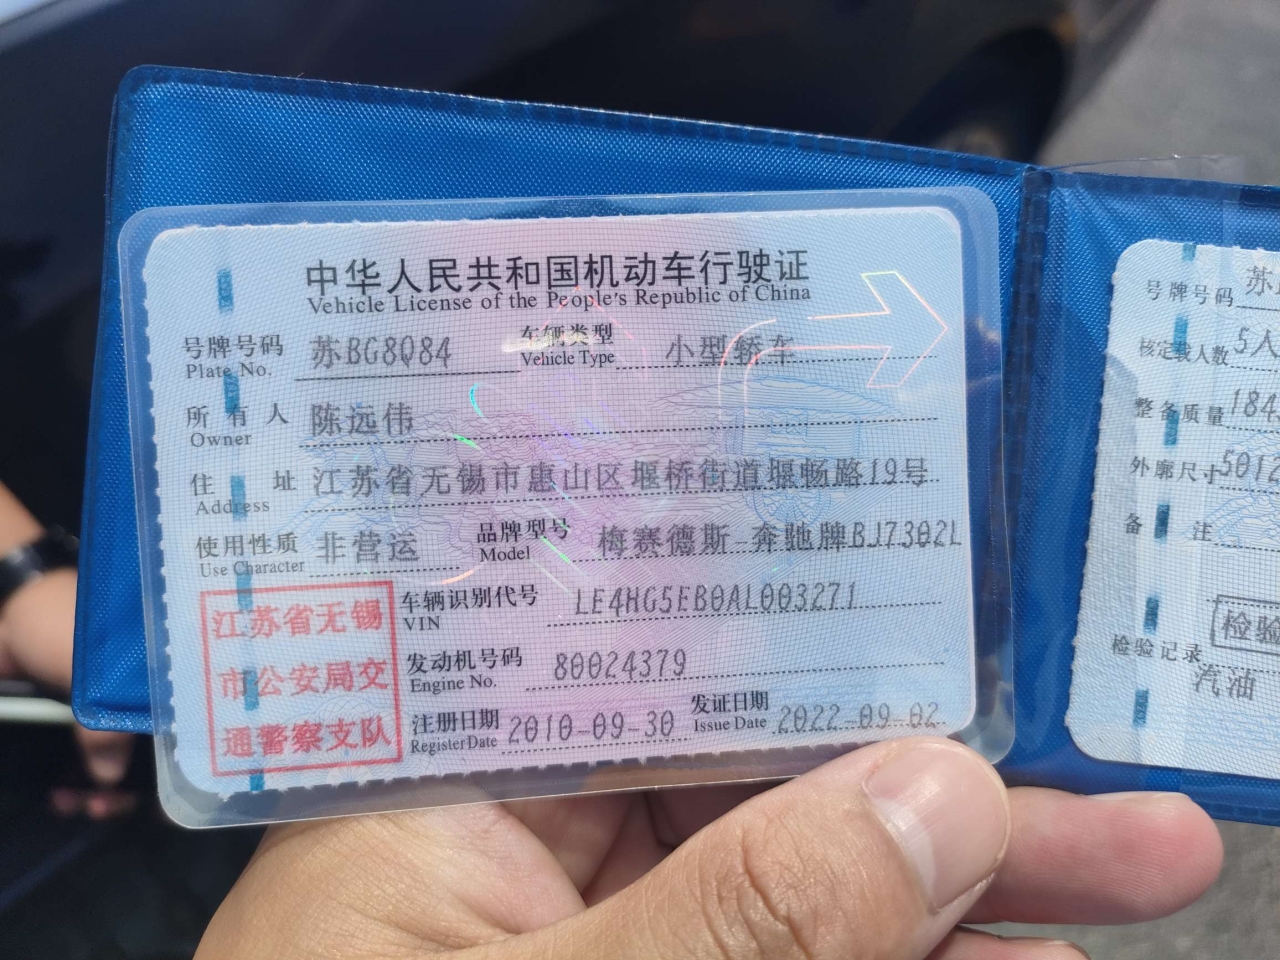 中华人民共和国机动车行驶证
Vehicle License of the People's Republic of China
号牌号码 苏BG8Q84 车辆类型 小型轿车
Plate No. Vehicle Type
所有人 陈远伟
Owner
住址 江苏省无锡市惠山区堰桥街道堰畅路19号
Address
使用性质 非营运 品牌型号 梅赛德斯-奔驰牌BJ7302L
Use Character Model
车辆识别代号 LE4HG5EB0AL003271
VIN
发动机号码 80024379
Engine No.
注册日期 2010-09-30 发证日期 2022-09-02
Register Date Issue Date
江苏省无锡
市公安局交
通警察支队
号牌号码 苏
核定载人数 5人
整备质量 184
外廓尺寸 5012
备注
检验
检验记录
汽油